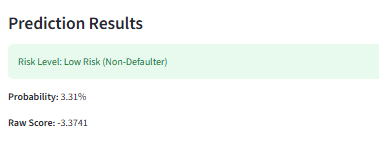 Prediction Results
Risk Level: Low Risk (Non-Defaulter)
Probability: 3.31%
Raw Score: -3.3741